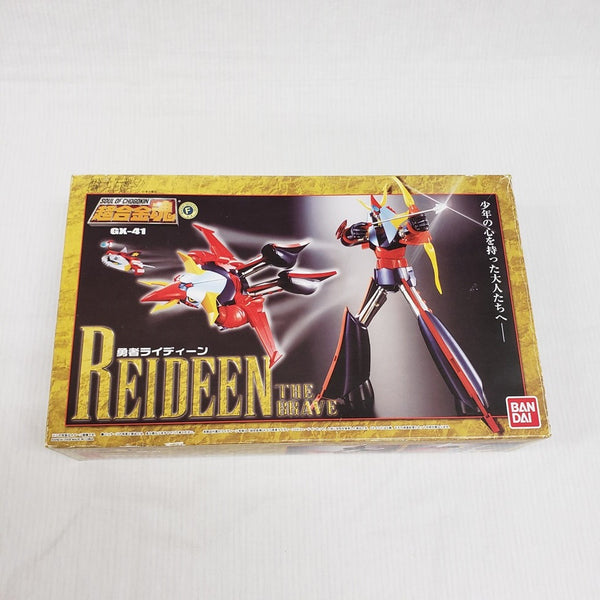 SOUL OF CHOGOKIN
超合金魂
GX-41
少年の心を持った大人たちへ——
勇者ライディーン
REIDEEN THE BRAVE
BAN
DAI